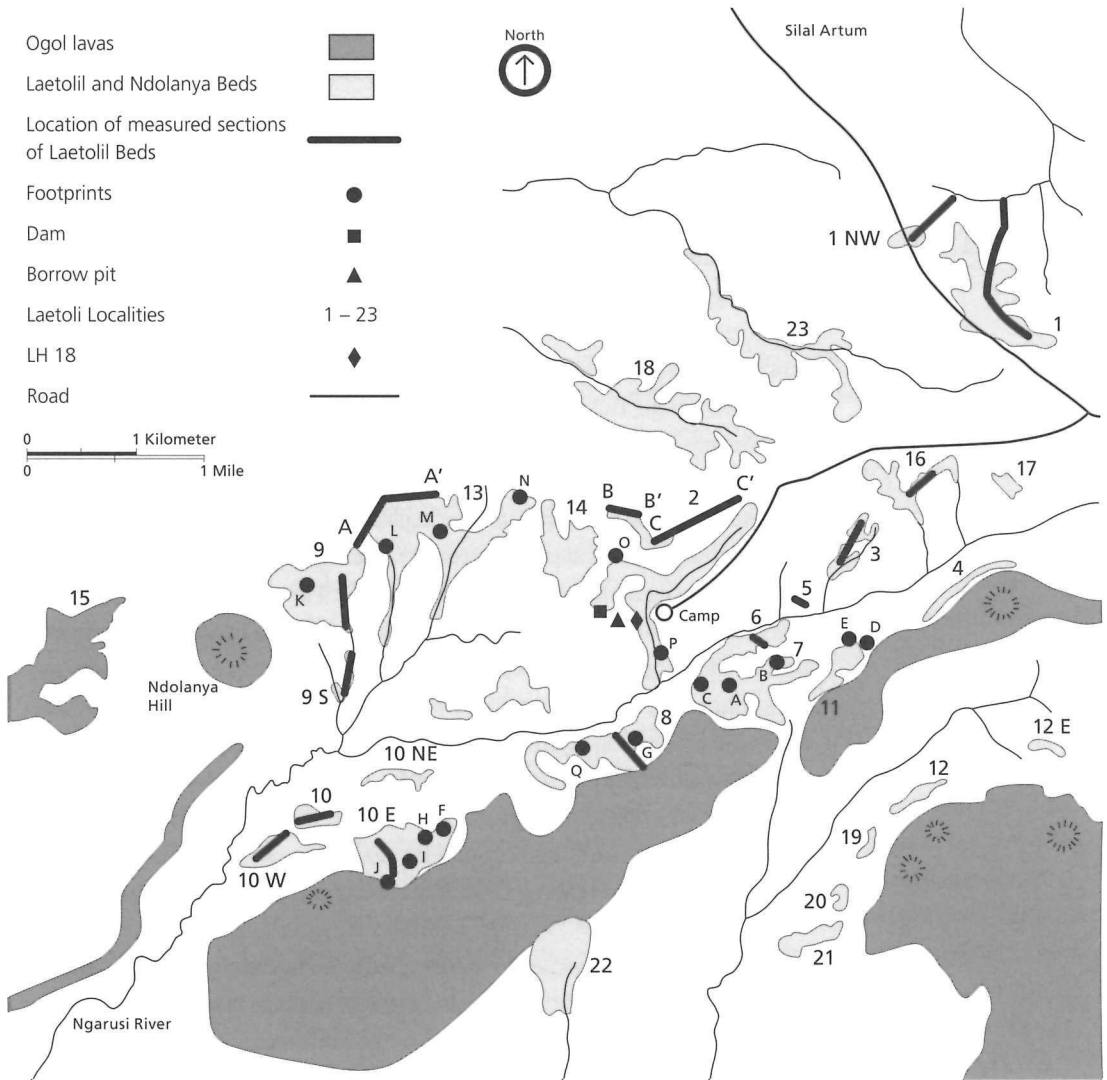 Ogol lavas
Laetolil and Ndolanya Beds
Location of measured sections
of Laetolil Beds
Footprints
Dam
Borrow pit
Laetoli Localities
1 – 23
LH 18
Road
0
1 Kilometer
0
1 Mile
North
Silal Artum
1 NW
1
23
18
16
17
A'
13
N
14
B
B'
C
2
C'
A
L
M
O
3
4
9
K
15
5
Camp
6
E
D
P
7
B
C
A
11
Ndolanya
Hill
9 S
8
G
Q
12 E
10 NE
12
10
10 E
H
F
19
I
J
10 W
20
21
22
Ngarusi River